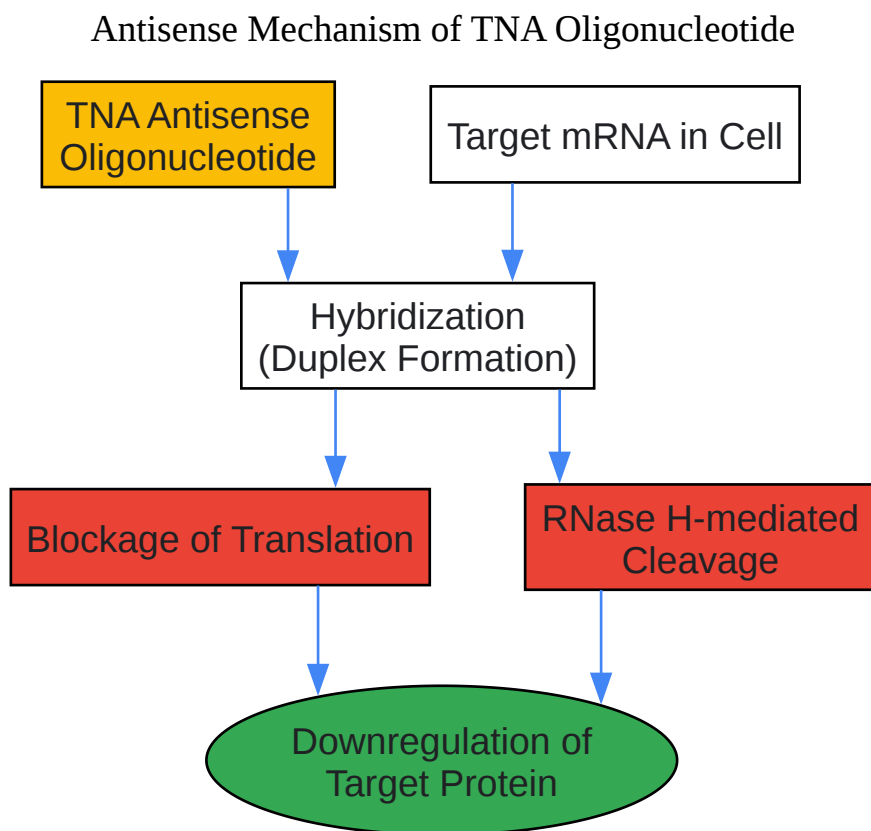 Antisense Mechanism of TNA Oligonucleotide
TNA Antisense
Oligonucleotide
Target mRNA in Cell
Hybridization
(Duplex Formation)
Blockage of Translation
RNase H-mediated
Cleavage
Downregulation of
Target Protein